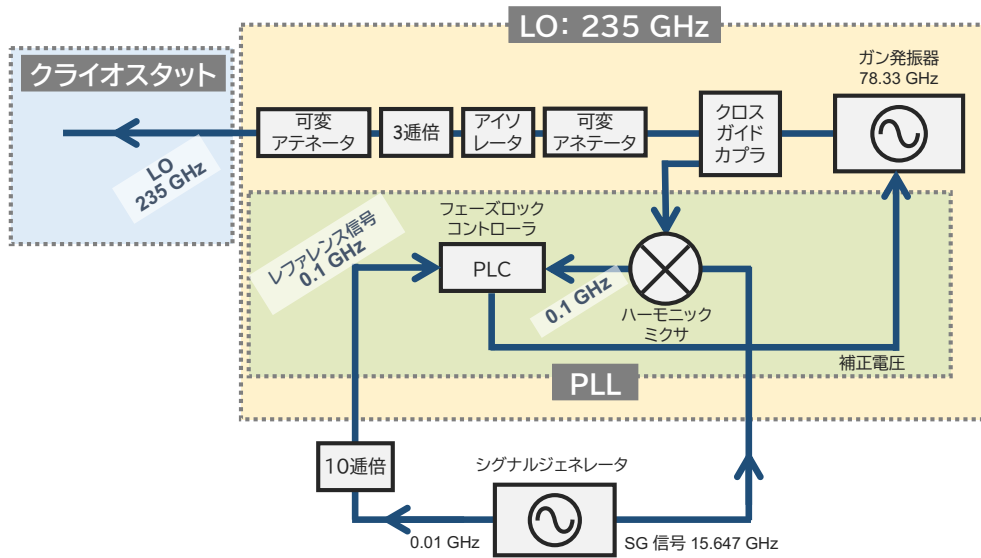 LO: 235 GHz
クライオスタット
ガン発振器
78.33 GHz
可変
アテネータ
3逓倍
アイソ
レータ
可変
アネテータ
クロス
ガイド
カプラ
LO
235 GHz
フェーズロック
コントローラ
レファレンス信号
0.1 GHz
PLC
0.1 GHz
ハーモニック
ミクサ
補正電圧
PLL
10逓倍
シグナルジェネレータ
0.01 GHz
SG 信号 15.647 GHz